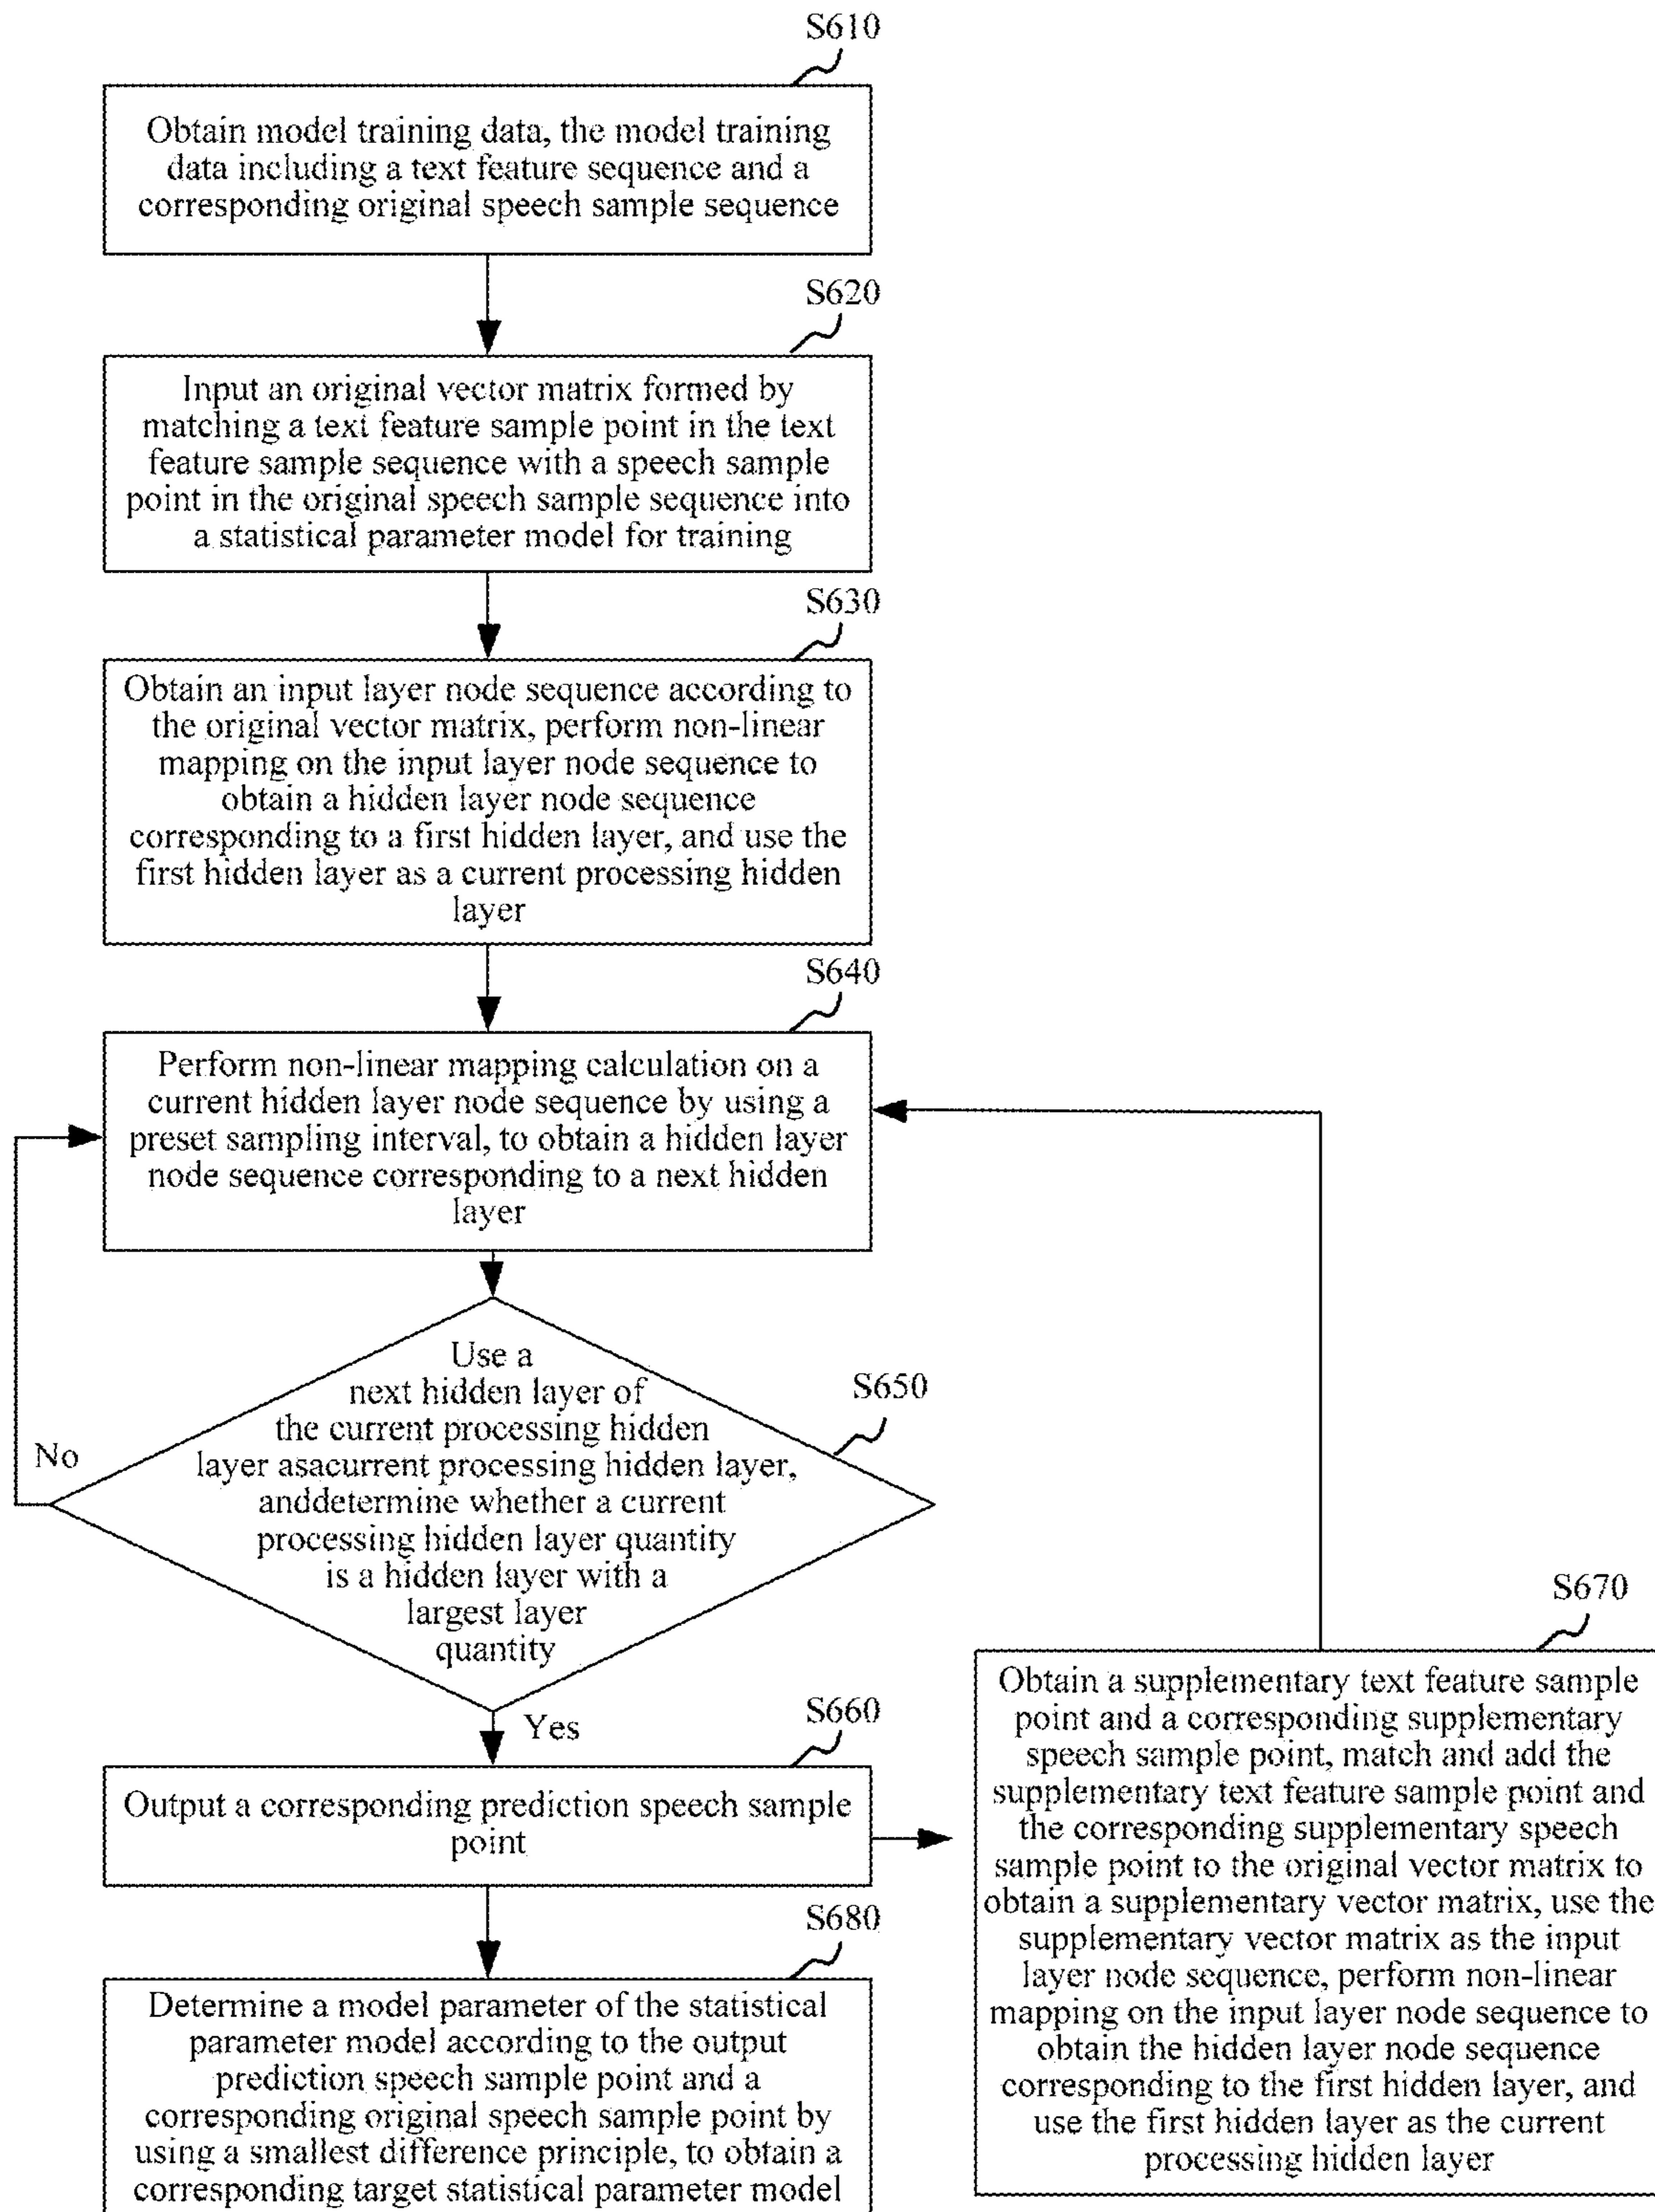 S610
Obtain model training data, the model training
data including a text feature sequence and a
corresponding original speech sample sequence
S620
Input an original vector matrix formed by
matching a text feature sample point in the text
feature sample sequence with a speech sample
point in the original speech sample sequence into
a statistical parameter model for training
S630
Obtain an input layer node sequence according to
the original vector matrix, perform non-linear
mapping on the input layer node sequence to
obtain a hidden layer node sequence
corresponding to a first hidden layer, and use the
first hidden layer as a current processing hidden
layer
S640
Perform non-linear mapping calculation on a
current hidden layer node sequence by using a
preset sampling interval, to obtain a hidden layer
node sequence corresponding to a next hidden
layer
S650
Use a
next hidden layer of
the current processing hidden
layer asacurrent processing hidden layer,
anddetermine whether a current
processing hidden layer quantity
is a hidden layer with a
largest layer
quantity
No
Yes
S660
Output a corresponding prediction speech sample
point
S670
Obtain a supplementary text feature sample
point and a corresponding supplementary
speech sample point, match and add the
supplementary text feature sample point and
the corresponding supplementary speech
sample point to the original vector matrix to
obtain a supplementary vector matrix, use the
supplementary vector matrix as the input
layer node sequence, perform non-linear
mapping on the input layer node sequence to
obtain the hidden layer node sequence
corresponding to the first hidden layer, and
use the first hidden layer as the current
processing hidden layer
S680
Determine a model parameter of the statistical
parameter model according to the output
prediction speech sample point and a
corresponding original speech sample point by
using a smallest difference principle, to obtain a
corresponding target statistical parameter model